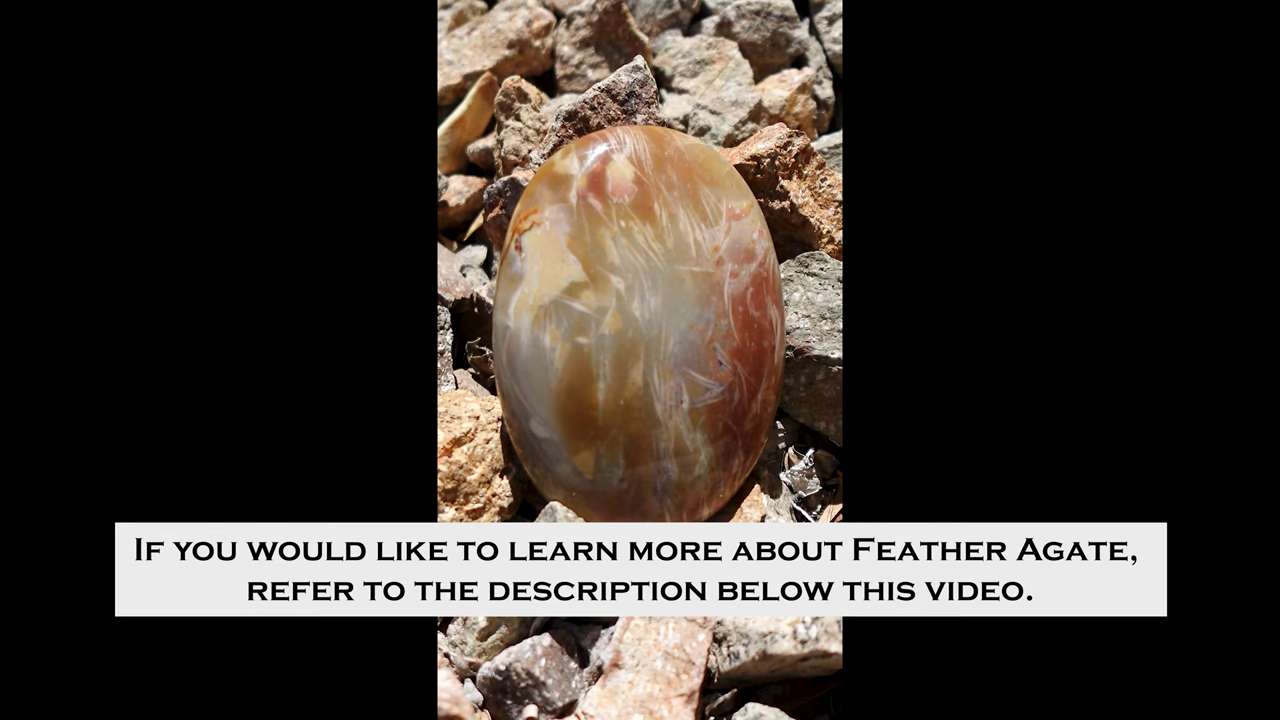 If you would like to learn more about Feather Agate,
refer to the description below this video.